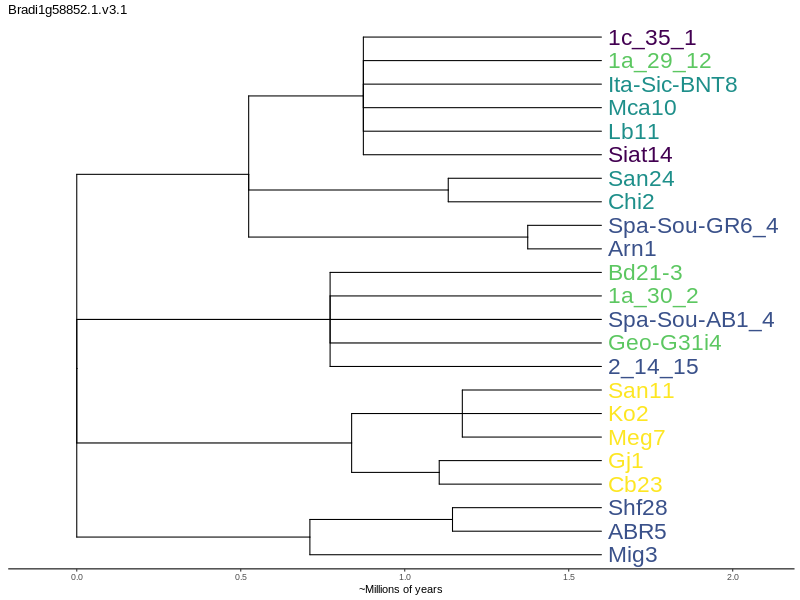 Bradi1g58852.1.v3.1
1c_35_1
1a_29_12
Ita-Sic-BNT8
Mca10
Lb11
Siat14
San24
Chi2
Spa-Sou-GR6_4
Arn1
Bd21-3
1a_30_2
Spa-Sou-AB1_4
Geo-G31i4
2_14_15
San11
Ko2
Meg7
Gj1
Cb23
Shf28
ABR5
Mig3
0.0 0.5 1.0 1.5 2.0
~Millions of years